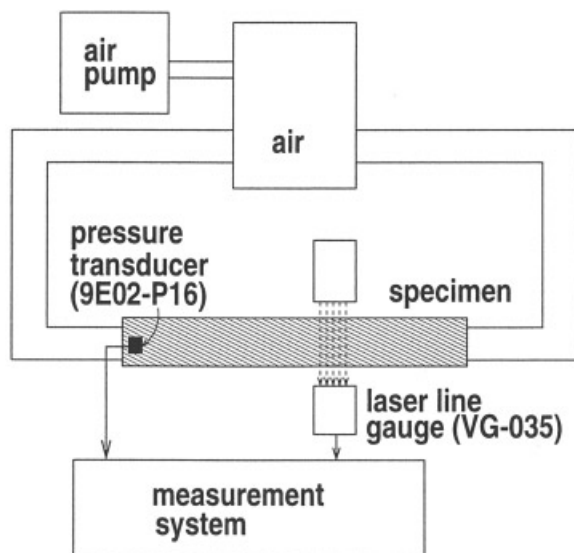 air
pump
air
pressure
transducer
(9E02-P16)
specimen
laser line
gauge (VG-035)
measurement
system